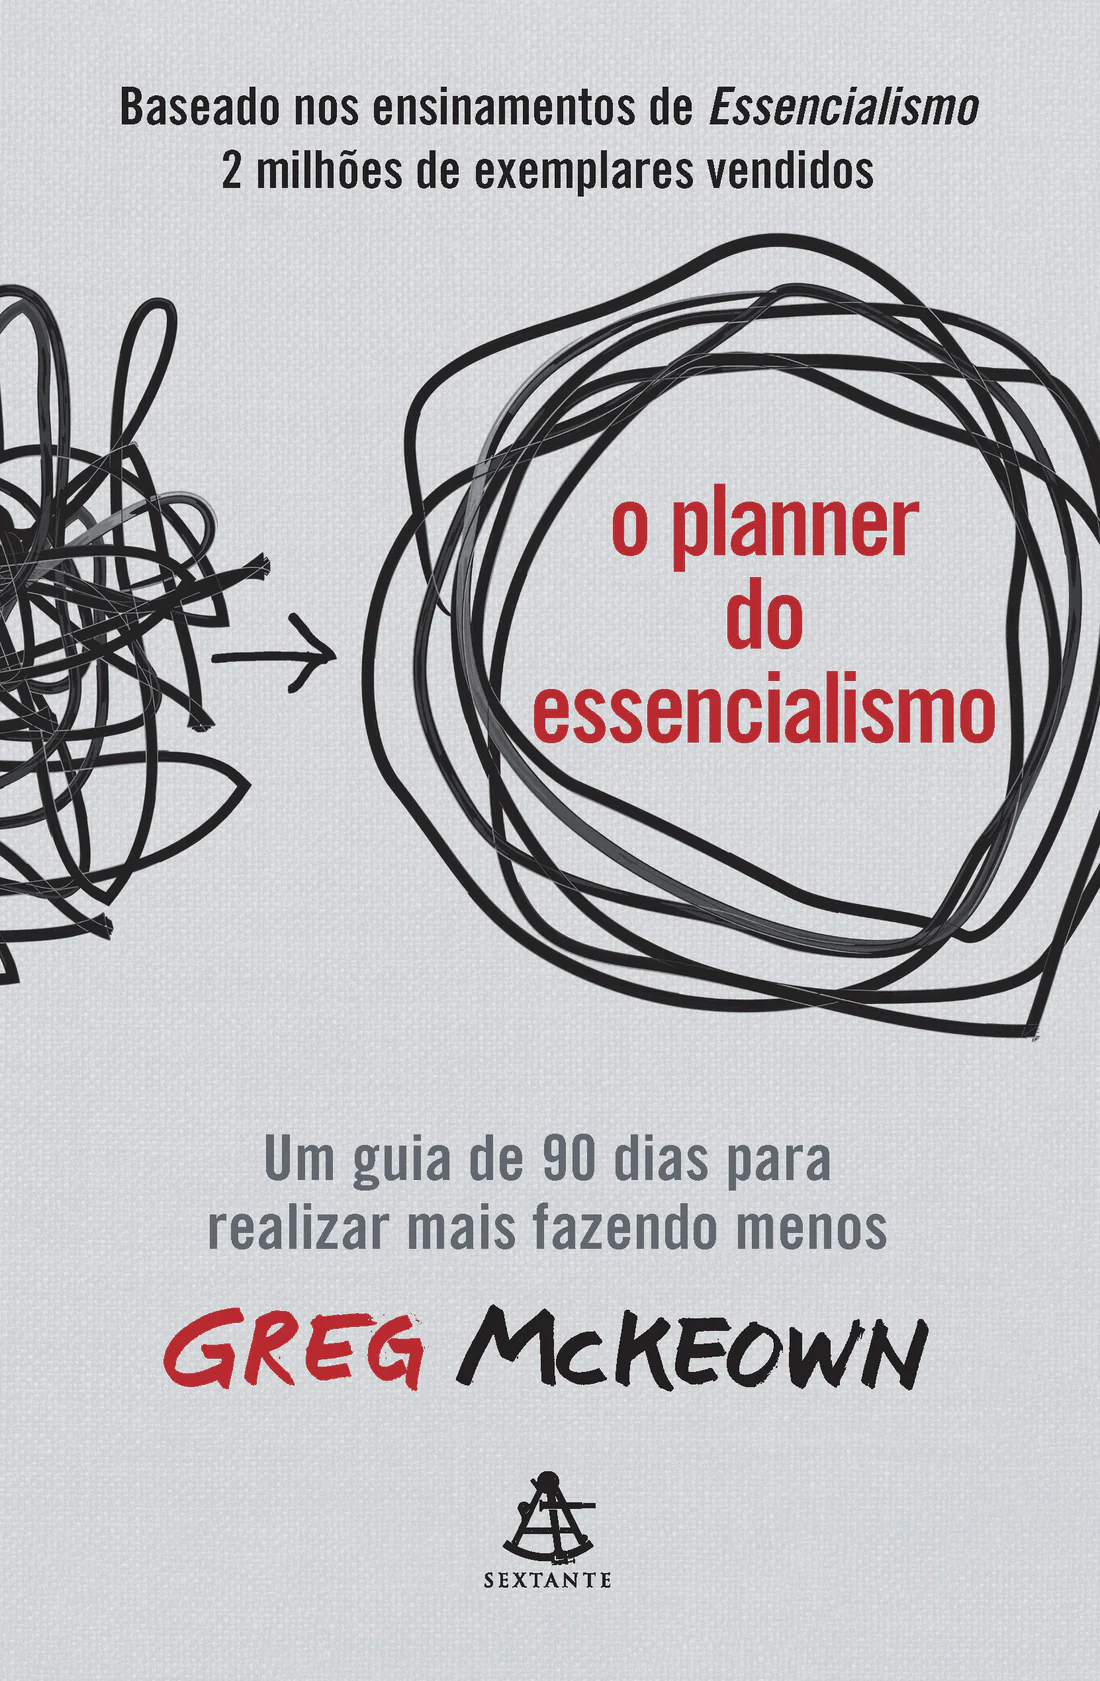 Baseado nos ensinamentos de Essencialismo
2 milhões de exemplares vendidos
o planner
do
essencialismo
Um guia de 90 dias para
realizar mais fazendo menos
GREG McKEOWN
SEXTANTE